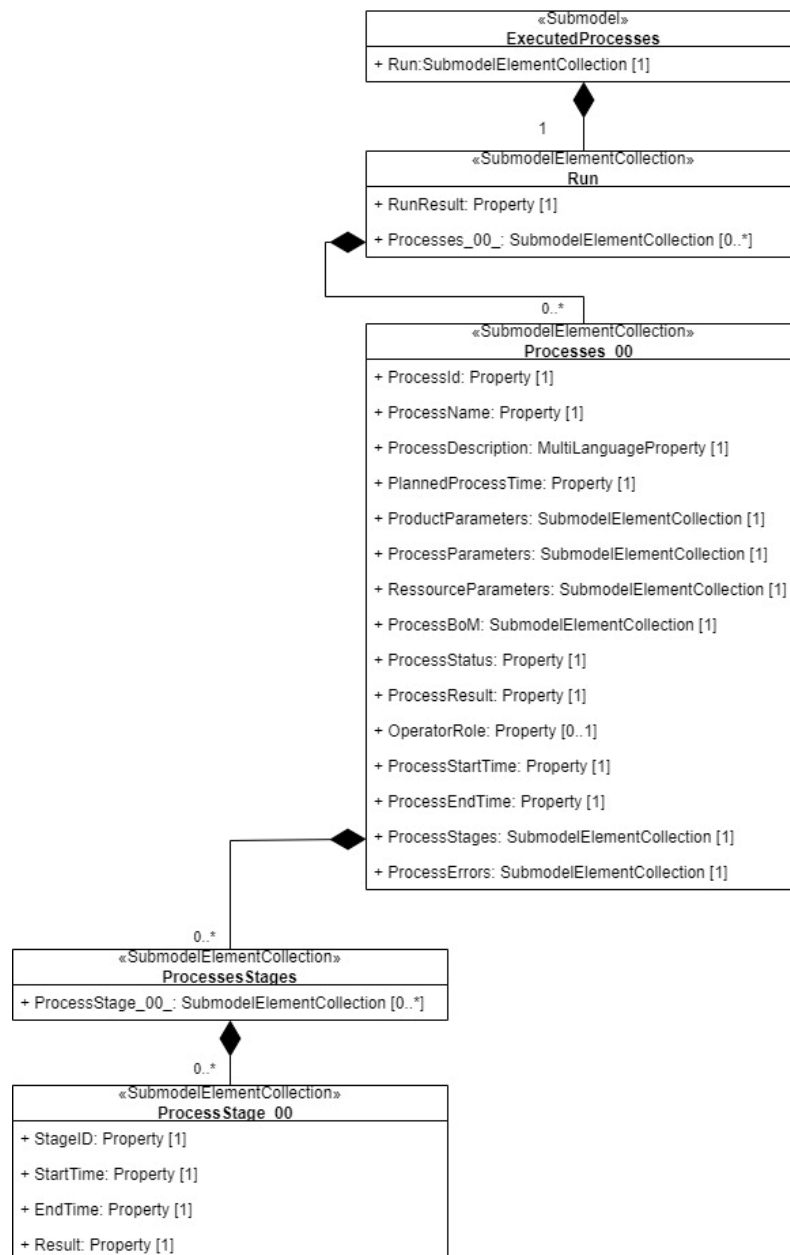 «Submodel»
ExecutedProcesses
+ Run:SubmodelElementCollection [1]
1
«SubmodelElementCollection»
Run
+ RunResult: Property [1]
+ Processes_00_: SubmodelElementCollection [0..*]
0..*
«SubmodelElementCollection»
Processes_00
+ ProcessId: Property [1]
+ ProcessName: Property [1]
+ ProcessDescription: MultiLanguageProperty [1]
+ PlannedProcessTime: Property [1]
+ ProductParameters: SubmodelElementCollection [1]
+ ProcessParameters: SubmodelElementCollection [1]
+ RessourceParameters: SubmodelElementCollection [1]
+ ProcessBoM: SubmodelElementCollection [1]
+ ProcessStatus: Property [1]
+ ProcessResult: Property [1]
+ OperatorRole: Property [0..1]
+ ProcessStartTime: Property [1]
+ ProcessEndTime: Property [1]
+ ProcessStages: SubmodelElementCollection [1]
+ ProcessErrors: SubmodelElementCollection [1]
0..*
«SubmodelElementCollection»
ProcessesStages
+ ProcessStage_00_: SubmodelElementCollection [0..*]
0..*
«SubmodelElementCollection»
ProcessStage_00
+ StageID: Property [1]
+ StartTime: Property [1]
+ EndTime: Property [1]
+ Result: Property [1]